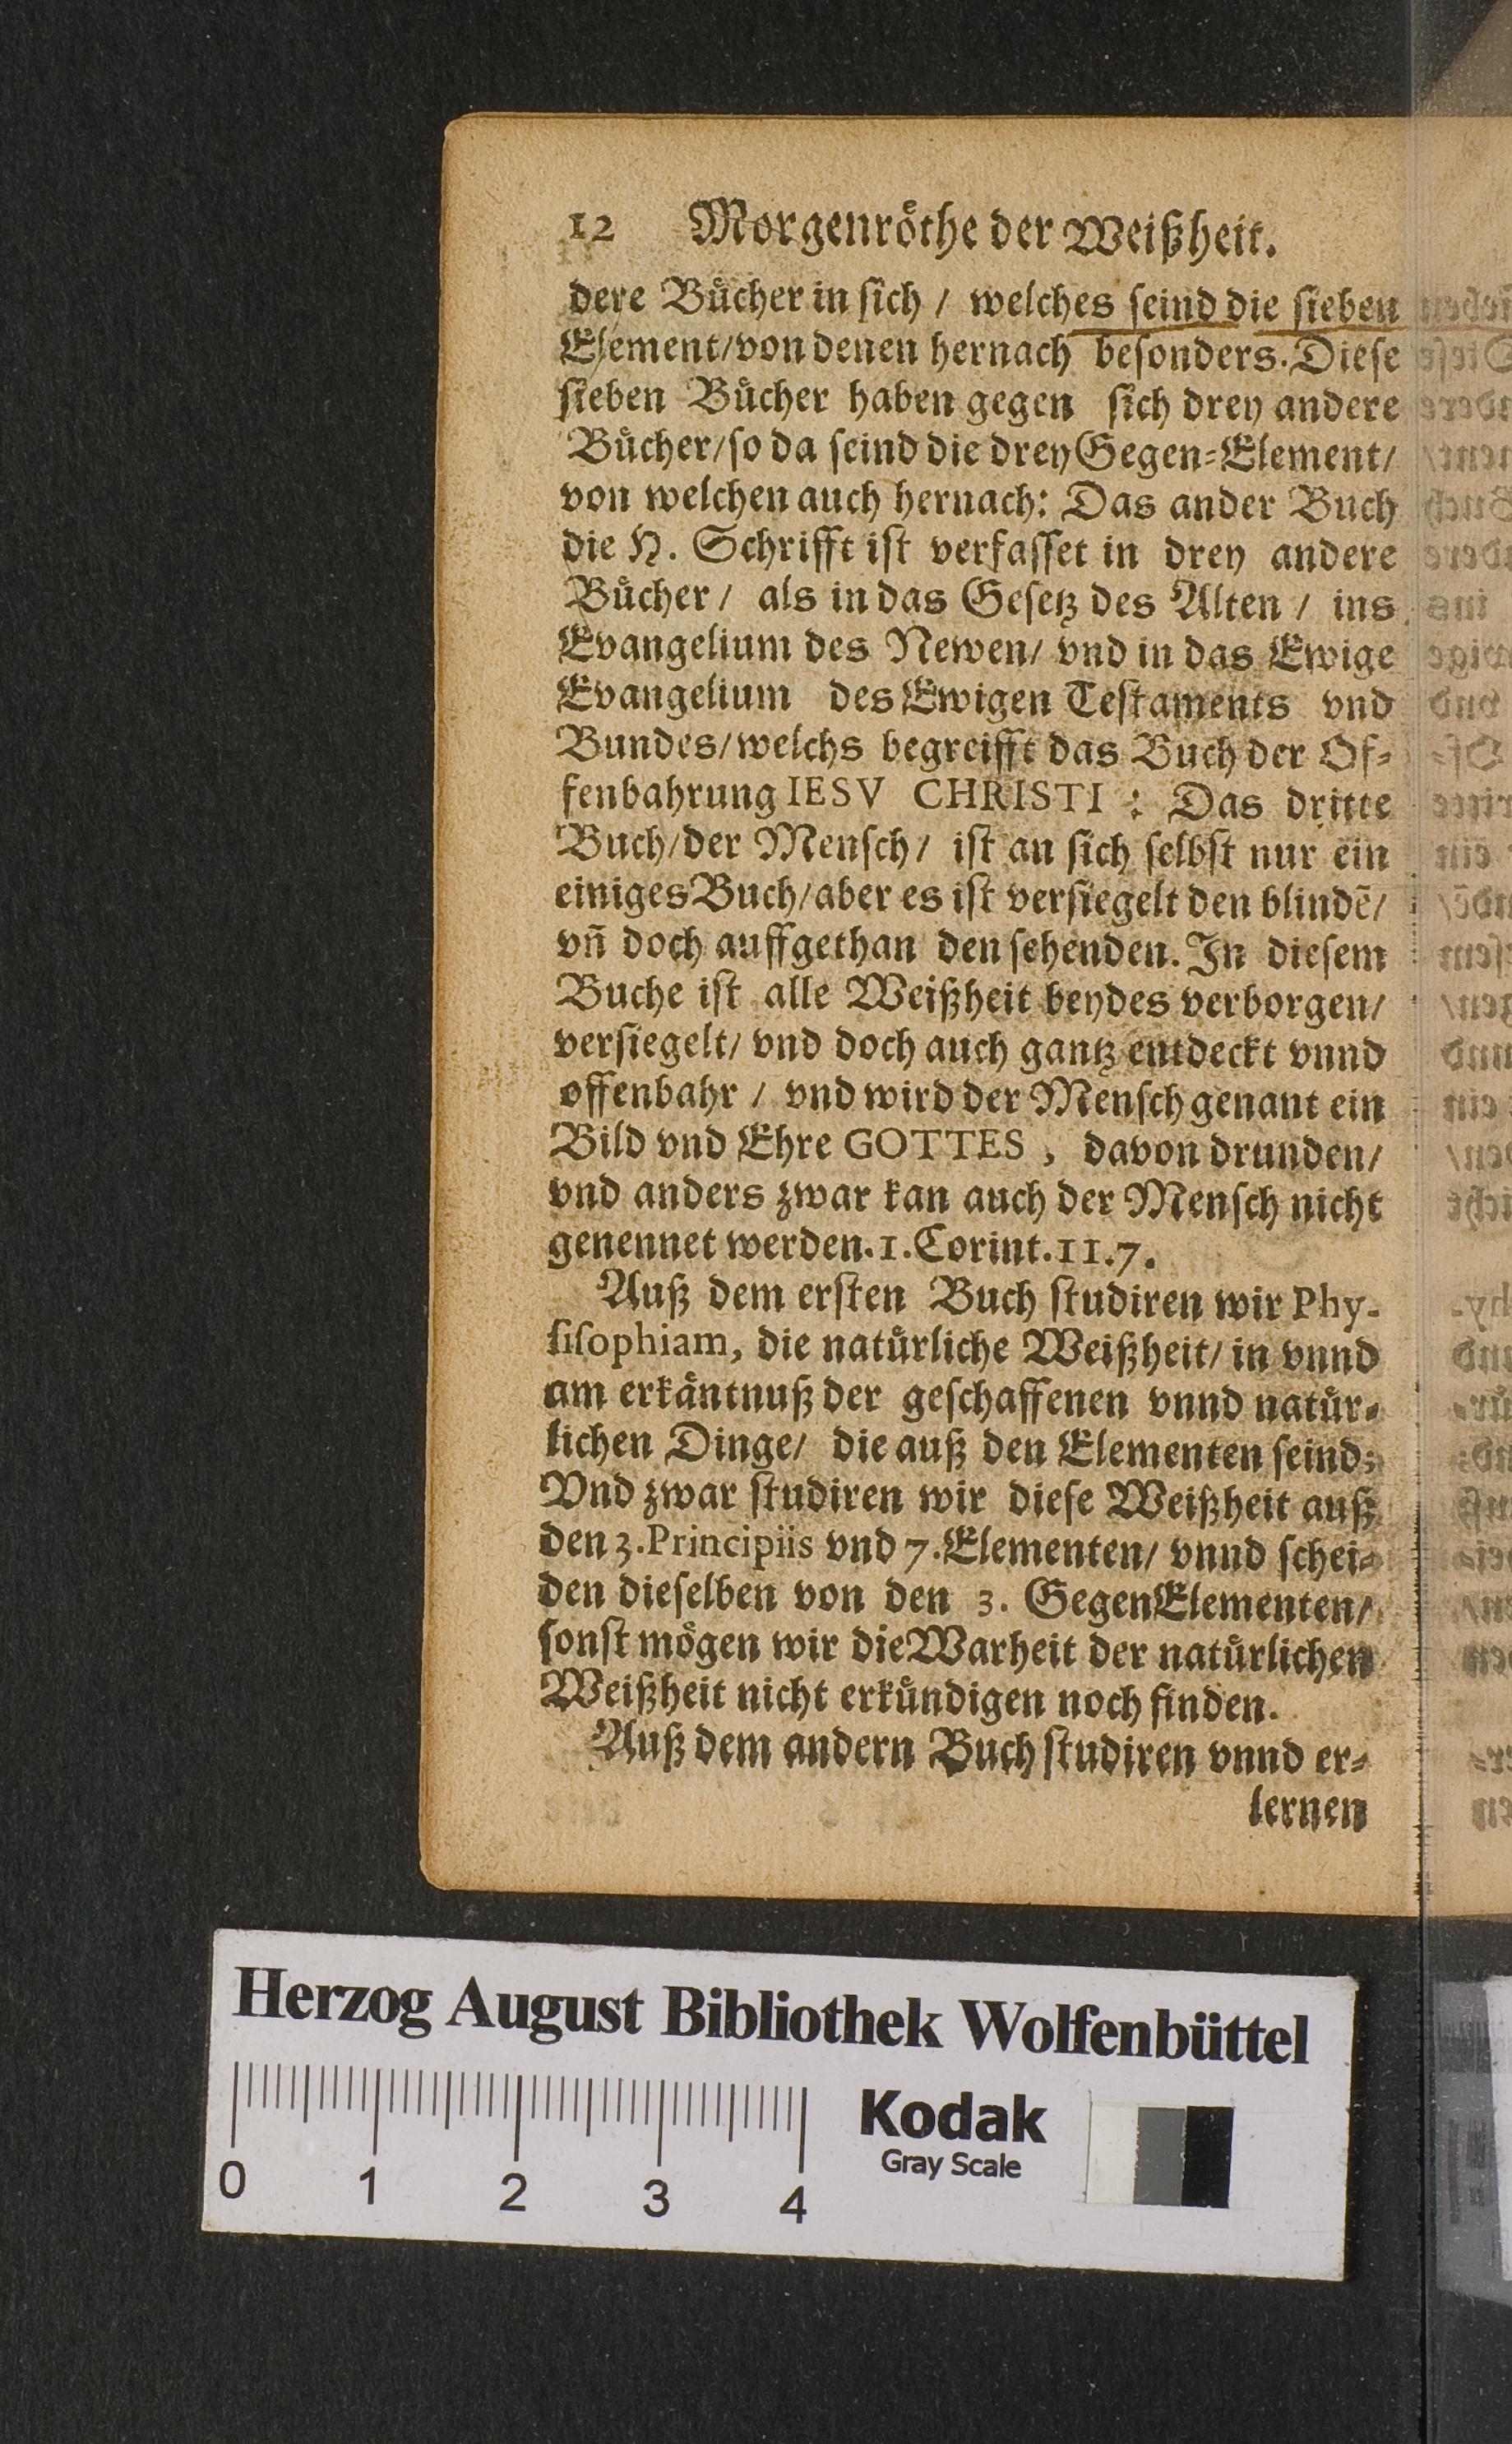 12 Morgenröthe der Weißheit.
dere Bücher in ſich / welches ſeind die ſieben
Element/von denen hernach beſonders. Dieſe
ſieben Bücher haben gegen ſich drey andere
Bücher/ſo da ſeind die drey Gegen-Element/
von welchen auch hernach: Das ander Buch
die H. Schrifft iſt verfaſſet in drey andere
Bücher / als in das Geſetz des Alten / ins
Evangelium des Newen/ vnd in das Ewige
Evangelium des Ewigen Teſtaments vnd
Bundes/welchs begreifft das Buch der Of-
fenbahrung IESV CHRISTI : Das dritte
Buch/der Menſch/ iſt an ſich ſelbſt nur ein
einiges Buch/aber es iſt verſiegelt den blindẽ/
vñ doch auffgethan den ſehenden. In dieſem
Buche iſt alle Weißheit beydes verborgen/
verſiegelt/ vnd doch auch gantz entdeckt vnnd
offenbahr / vnd wird der Menſch genant ein
Bild vnd Ehre GOTTES, davon drunden/
vnd anders zwar kan auch der Menſch nicht
genennet werden. 1. Corint. 11.7.
Auß dem erſten Buch ſtudiren wir Phy-
ſiſophiam, die natürliche Weißheit/ in vnnd
am erkäntnuß der geſchaffenen vnnd natür-
lichen Dinge/ die auß den Elementen ſeind;
Vnd zwar ſtudiren wir dieſe Weißheit auß
den 3. Principiis vnd 7. Elementen/ vnnd ſchei-
den dieſelben von den 3. GegenElementen/
ſonſt mögen wir die Warheit der natürlichen
Weißheit nicht erkündigen noch finden.
Auß dem andern Buch ſtudiren vnnd er-
lernen
Herzog August Bibliothek Wolfenbüttel
Kodak
Gray Scale
0 1 2 3 4